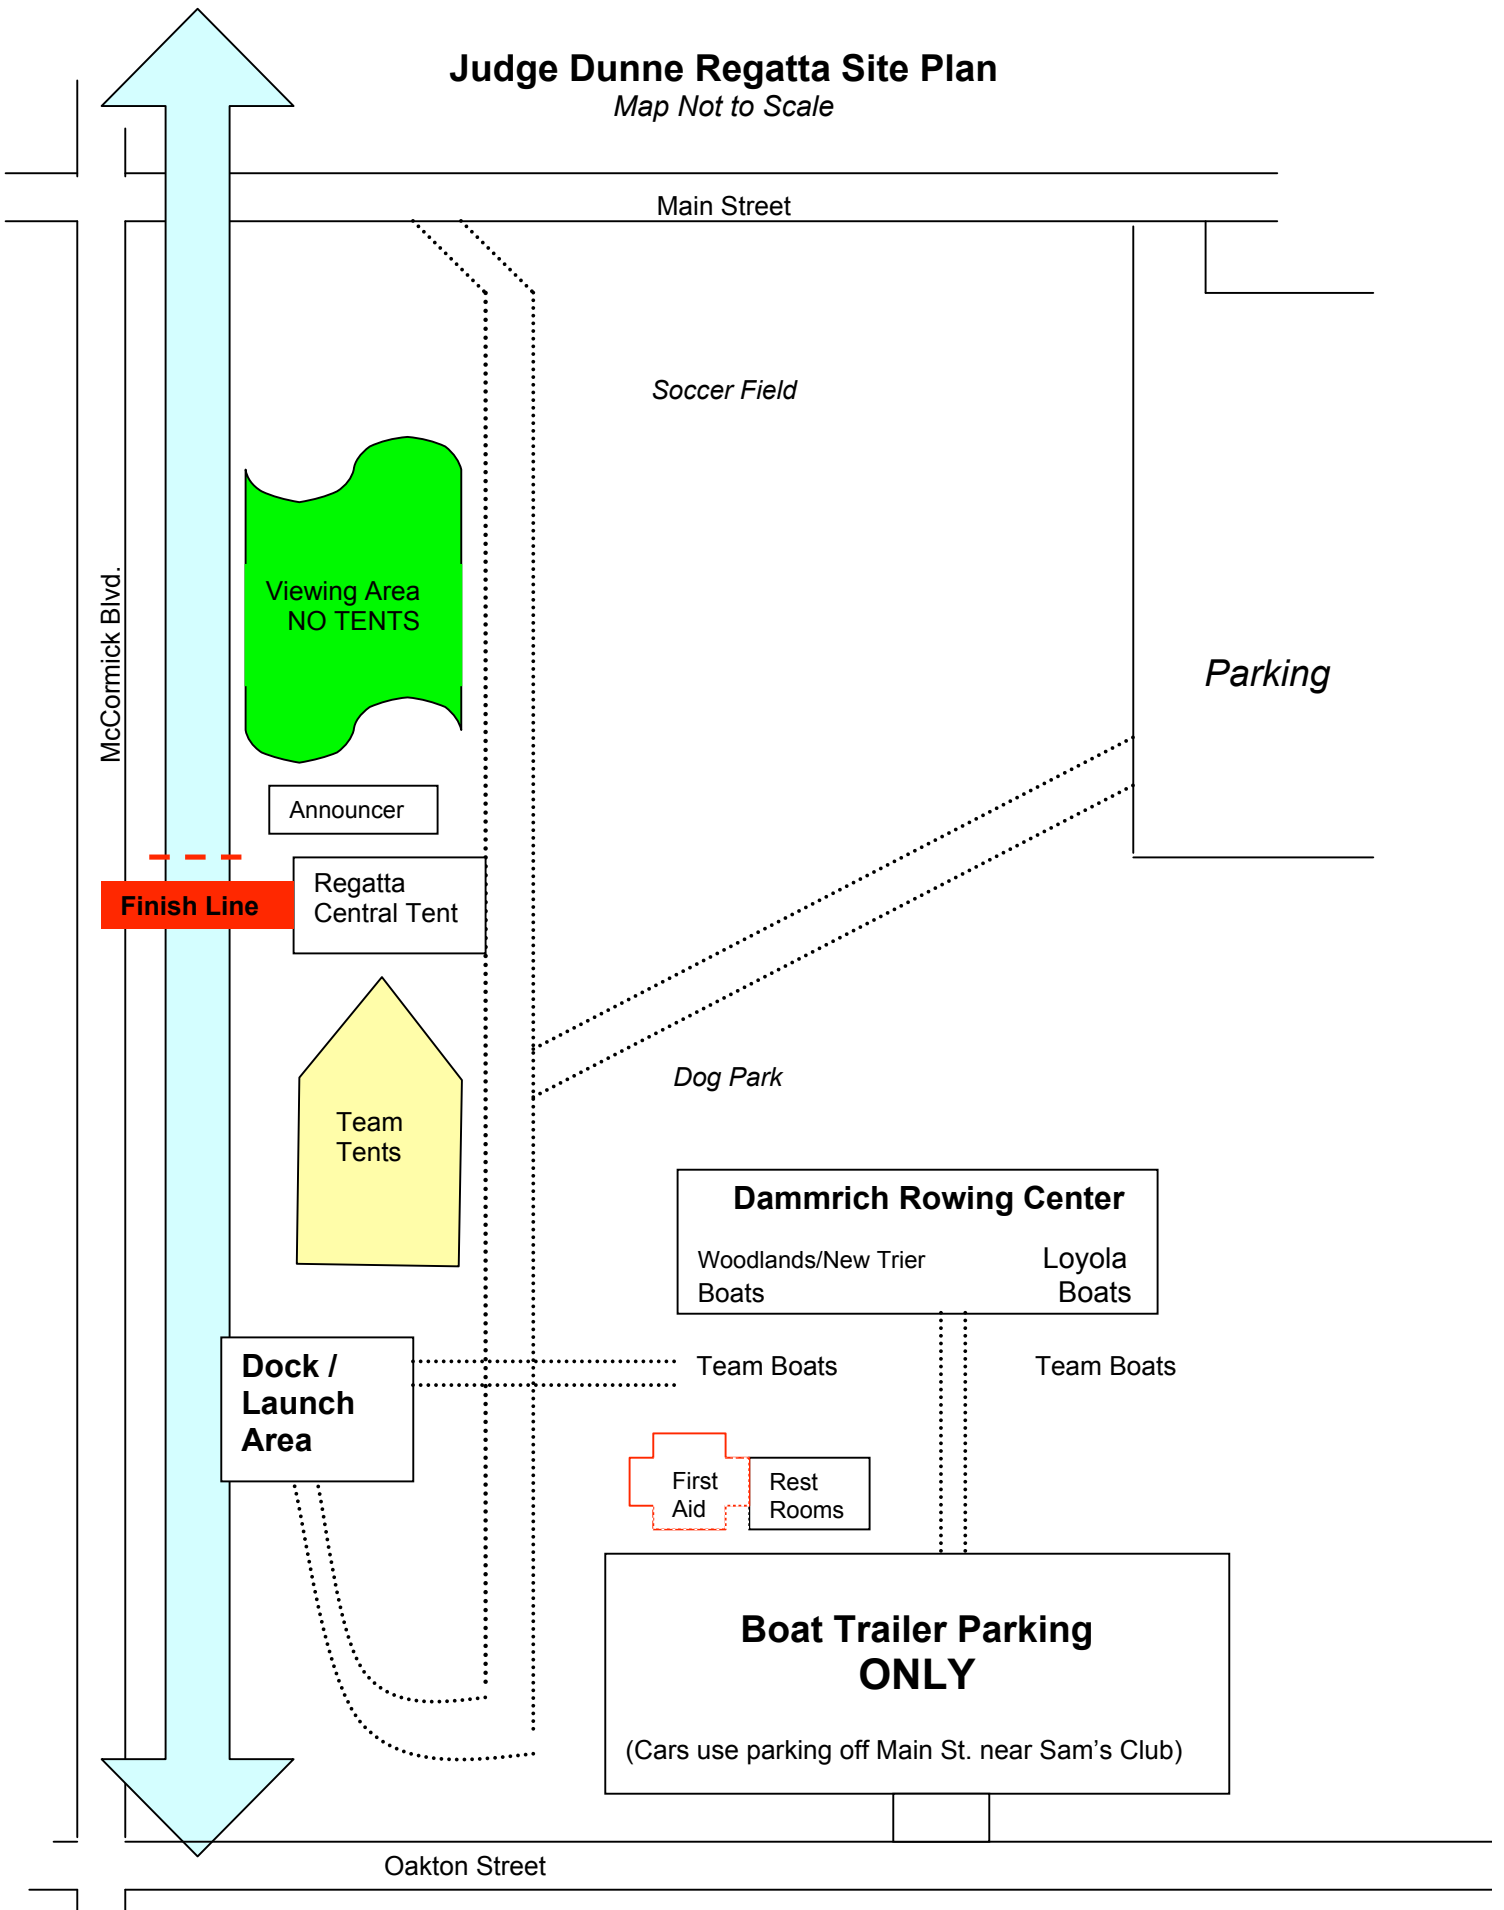 Judge Dunne Regatta Site Plan
Map Not to Scale
Main Street
Soccer Field
McCormick Blvd.
Viewing Area
NO TENTS
Parking
Announcer
Finish Line
Regatta
Central Tent
Dog Park
Team
Tents
Dammrich Rowing Center
Woodlands/New Trier
Boats
Loyola
Boats
Dock /
Launch
Area
Team Boats
Team Boats
First
Aid
Rest
Rooms
Boat Trailer Parking
ONLY
(Cars use parking off Main St. near Sam's Club)
Oakton Street